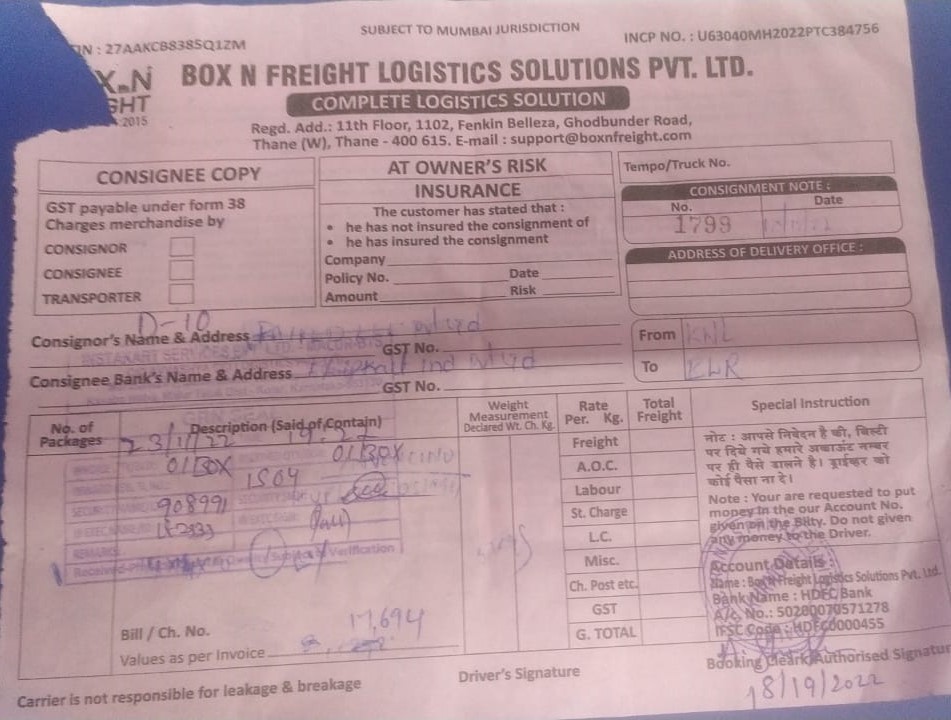 SUBJECT TO MUMBAI JURISDICTION
IN : 27AAKCB8385Q1ZM
INCP NO. : U63040MH2022PTC384756
BOX N FREIGHT LOGISTICS SOLUTIONS PVT. LTD.
COMPLETE LOGISTICS SOLUTION
2015
Regd. Add.: 11th Floor, 1102, Fenkin Belleza, Ghodbunder Road,
Thane (W), Thane - 400 615. E-mail : support@boxnfreight.com
CONSIGNEE COPY
GST payable under form 38
Charges merchandise by
CONSIGNOR
CONSIGNEE
TRANSPORTER
AT OWNER'S RISK
INSURANCE
The customer has stated that :
• he has not insured the consignment of
• he has insured the consignment
Company
Policy No. Date
Amount Risk
Tempo/Truck No.
CONSIGNMENT NOTE :
No. Date
1799
ADDRESS OF DELIVERY OFFICE :
D-10
Consignor's Name & Address Pvt Ltd
GST No.
Consignee Bank's Name & Address Ind Pvt Ltd
GST No.
From
To
No. of Packages
Description (Said of Contain)
Weight Measurement Declared Wt. Ch. Kg.
Rate Per. Kg.
Total Freight
Special Instruction
23/11/22
01 BOX 01 BOX
1504
908991
Received Subject Verification
Bill / Ch. No. 17,694
Values as per Invoice
Freight
A.O.C.
Labour
St. Charge
L.C.
Misc.
Ch. Post etc.
GST
G. TOTAL
नोट : आपसे निवेदन है की, बिल्टी
पर दिये गये हमारे अकाऊंट नम्बर
पर ही पैसे डालने है। ड्राईव्हर को
कोई पैसा ना दे।
Note : Your are requested to put
money in the our Account No.
given on the Bilty. Do not given
any money to the Driver.
Account Details :
Name : Box N Freight Logistics Solutions Pvt. Ltd.
Bank Name : HDFC Bank
A/c. No.: 50200070571278
IFSC Code : HDFC0000455
Booking Cleark/Authorised Signatur
18/19/2022
Driver's Signature
Carrier is not responsible for leakage & breakage